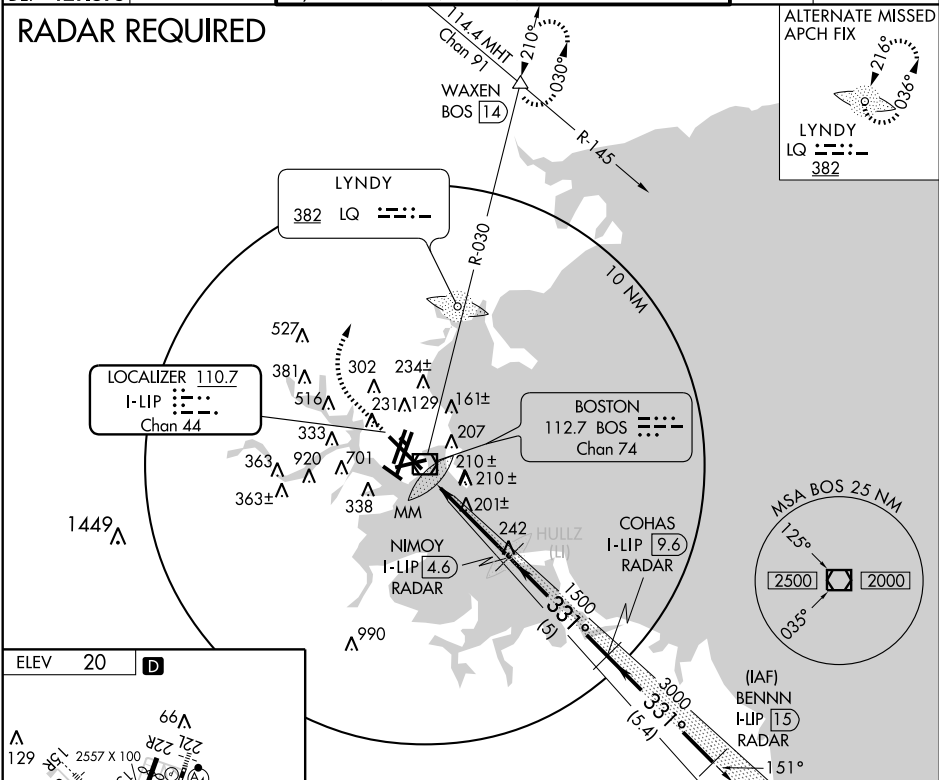 RADAR REQUIRED
114.4 MHT
Chan 91
210°
030°
WAXEN
BOS 14
R-145
ALTERNATE MISSED
APCH FIX
216°
036°
LYNDY
LQ
382
LYNDY
382 LQ
R-030
10 NM
527
381
302
234±
516
231
129
161±
333
207
363
920
701
210 ±
210 ±
363±
338
201±
MM
1449
LOCALIZER 110.7
I-LIP
Chan 44
BOSTON
112.7 BOS
Chan 74
242
HULLZ
(LI)
NIMOY
I-LIP 4.6
RADAR
COHAS
I-LIP 9.6
RADAR
MSA BOS 25 NM
125°
2500
2000
035°
1500
331°
(5)
990
3000
331°
(5.4)
(IAF)
BENNN
I-LIP 15
RADAR
151°
ELEV 20 D
99
129
2557 X 100
22R
22L
15R